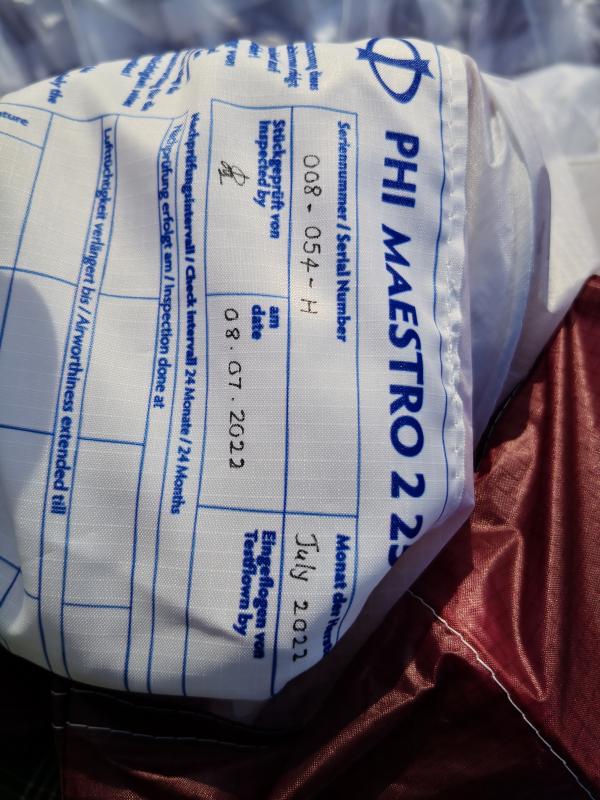 PHI MAESTRO 2 2
Seriennummer / Serial Number
008-054-H
July 2022
Stückgeprüft von
Inspected by
am
date
08.07.2022
Eingeflogen von
Testflown by
Nachprüfungsintervall / Check intervall 24 Monate / 24 Months
Nachprüfung erfolgt am / Inspection done at
Lufttüchtigkeit verlängert bis / Airworthiness extended till